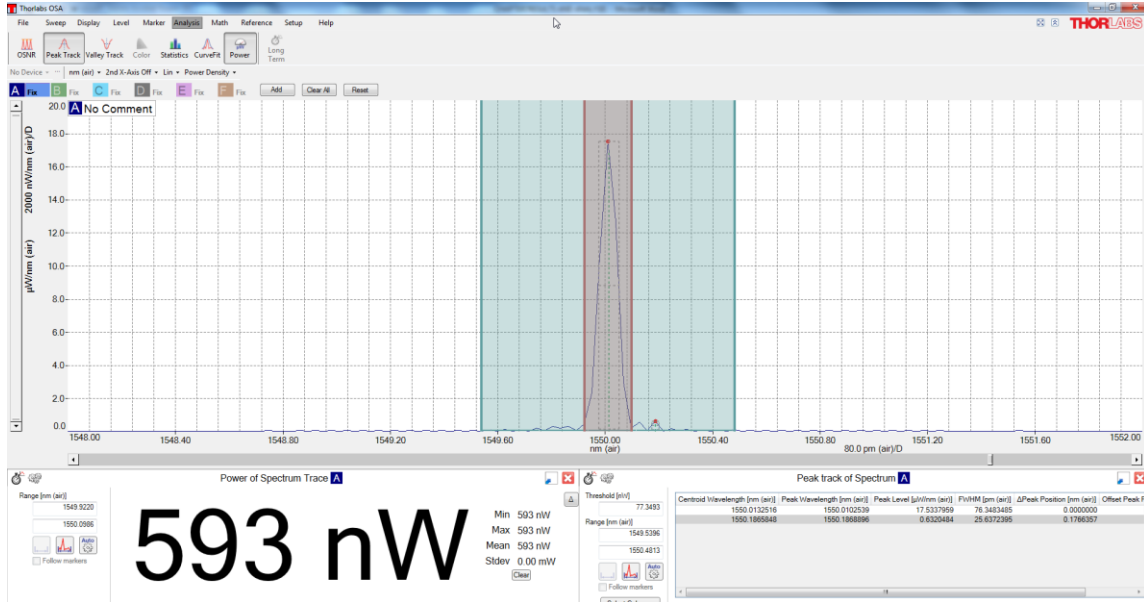 Thorlabs OSA
File Sweep Display Level Marker Analysis Math Reference Setup Help
THORLABS
OSNR Peak Track Valley Track Color Statistics CurveFit Power Long Term
No Device nm (air) 2nd X-Axis Off Lin Power Density
A Fix B Fix C Fix D Fix E Fix F Fix Add Clear All Reset
A No Comment
20.0
18.0
16.0
14.0
12.0
10.0
8.0
6.0
4.0
2.0
0.0
2000 nW/nm (air)/D
µW/nm (air)
1548.00 1548.40 1548.80 1549.20 1549.60 1550.00 1550.40 1550.80 1551.20 1551.60 1552.00
nm (air) 80.0 pm (air)/D
Power of Spectrum Trace A
Range [nm (air)]
1549.9220
1550.0986
Auto
Follow markers
593 nW
Δ
Min 593 nW
Max 593 nW
Mean 593 nW
Stdev 0.00 mW
Clear
Peak track of Spectrum A
Threshold [nW]
77.3493
Range [nm (air)]
1549.5396
1550.4813
Auto
Follow markers
Centroid Wavelength [nm (air)] Peak Wavelength [nm (air)] Peak Level [µW/nm (air)] FWHM [pm (air)] ΔPeak Position [nm (air)] Offset Peak
1550.0132516 1550.0102539 17.5337959 76.3483485 0.0000000
1550.1865848 1550.1868896 0.6320484 25.6372395 0.1766357